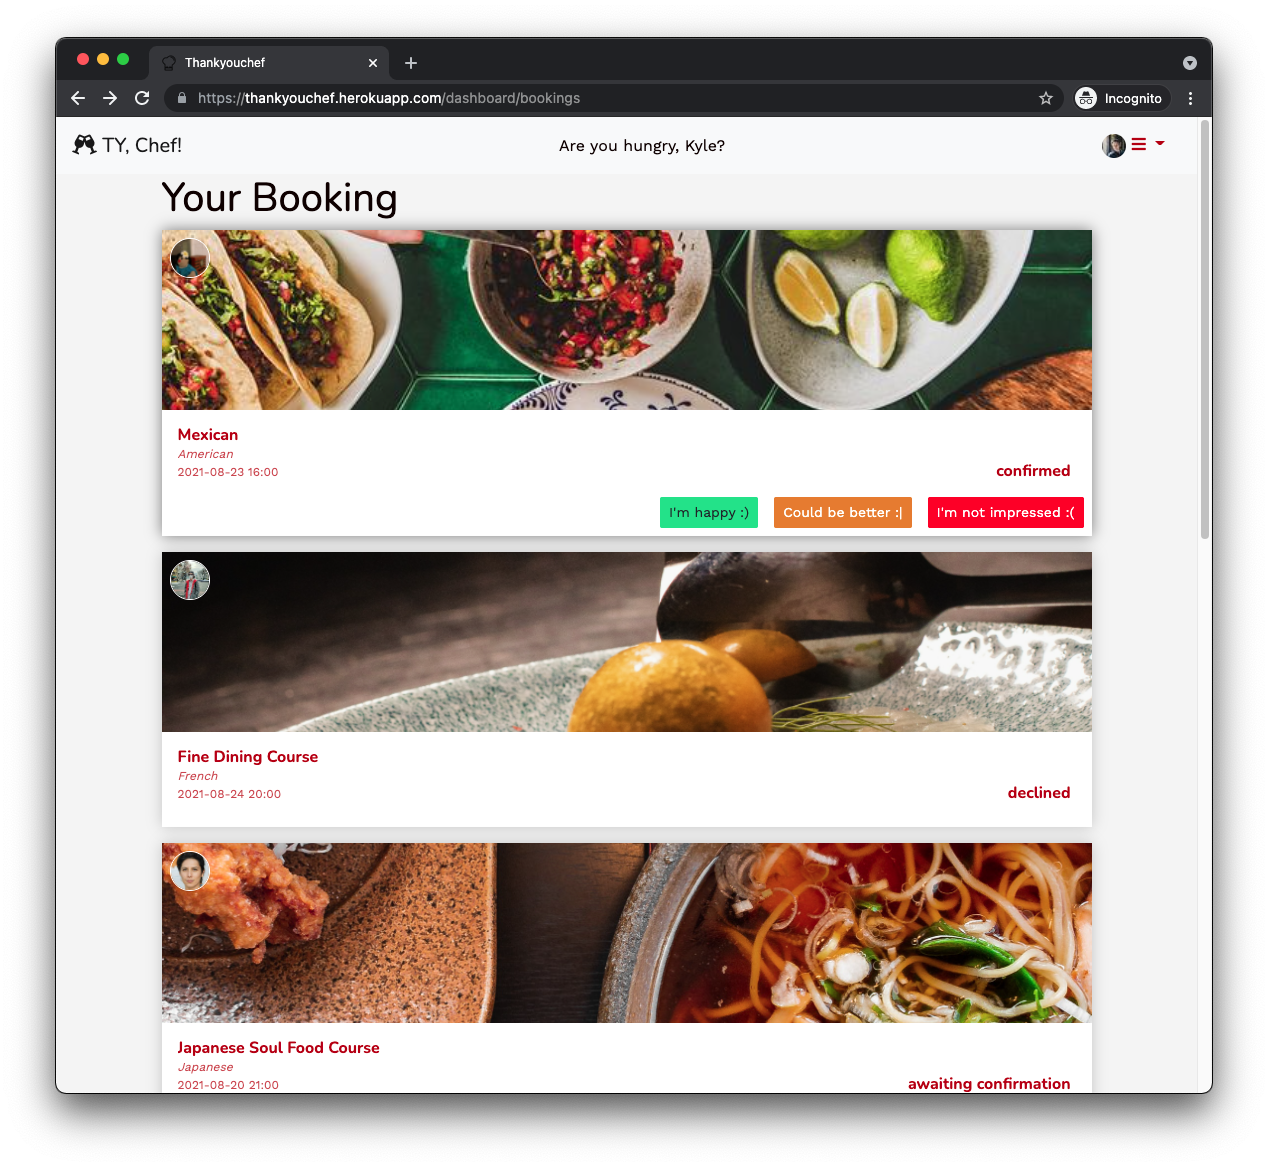 Thankyouchef
https://thankyouchef.herokuapp.com/dashboard/bookings
Incognito
TY, Chef!
Are you hungry, Kyle?
Your Booking
Mexican
American
2021-08-23 16:00
confirmed
I'm happy :)
Could be better :|
I'm not impressed :(
Fine Dining Course
French
2021-08-24 20:00
declined
Japanese Soul Food Course
Japanese
2021-08-20 21:00
awaiting confirmation